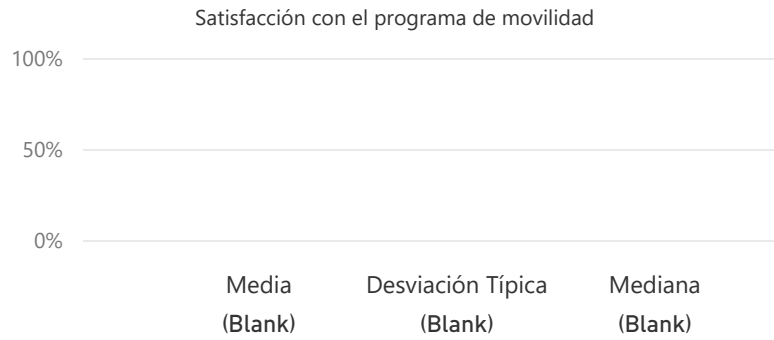 Satisfacción con el programa de movilidad
100%
50%
0%
Media Desviación Típica Mediana
(Blank) (Blank) (Blank)